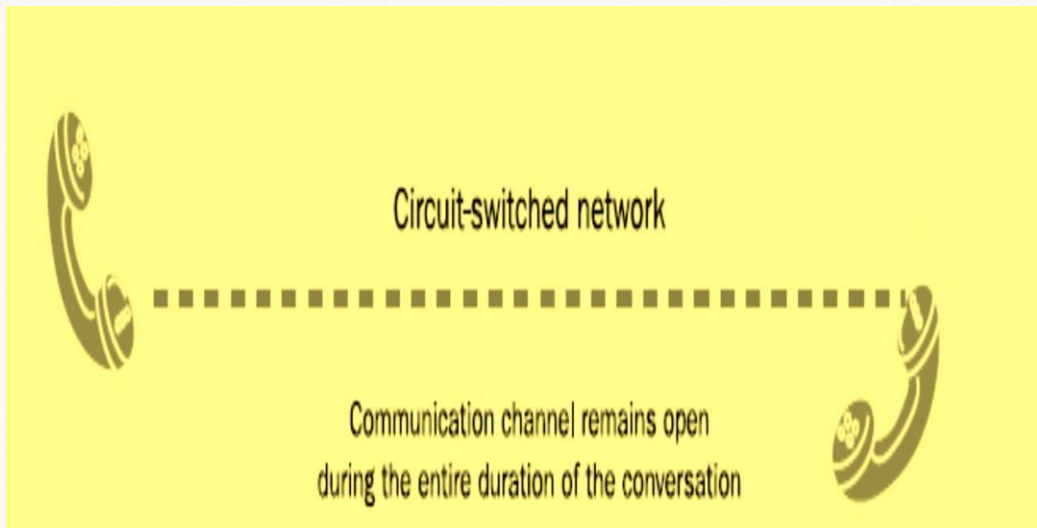 Circuit-switched network
Communication channel remains open
during the entire duration of the conversation